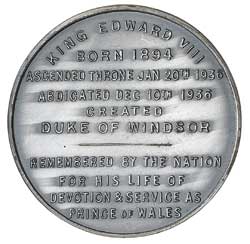 KING EDWARD VIII
BORN 1894
ASCENDED THRONE JAN 20TH 1936
ABDICATED DEC 10TH 1936
CREATED
DUKE OF WINDSOR
REMEMBERED BY THE NATION
FOR HIS LIFE OF
DEVOTION & SERVICE AS
PRINCE OF WALES